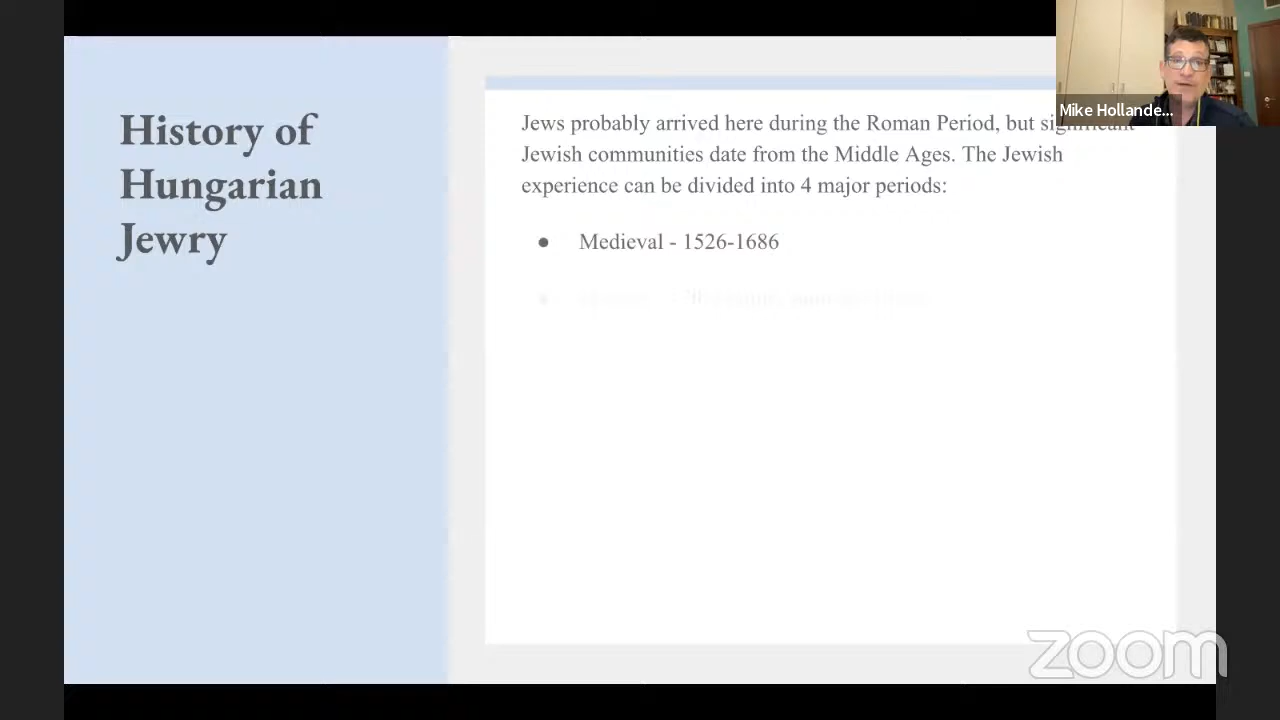 History of
Hungarian
Jewry
Jews probably arrived here during the Roman Period, but significant
Jewish communities date from the Middle Ages. The Jewish
experience can be divided into 4 major periods:
● Medieval - 1526-1686
Mike Hollande...
zoom